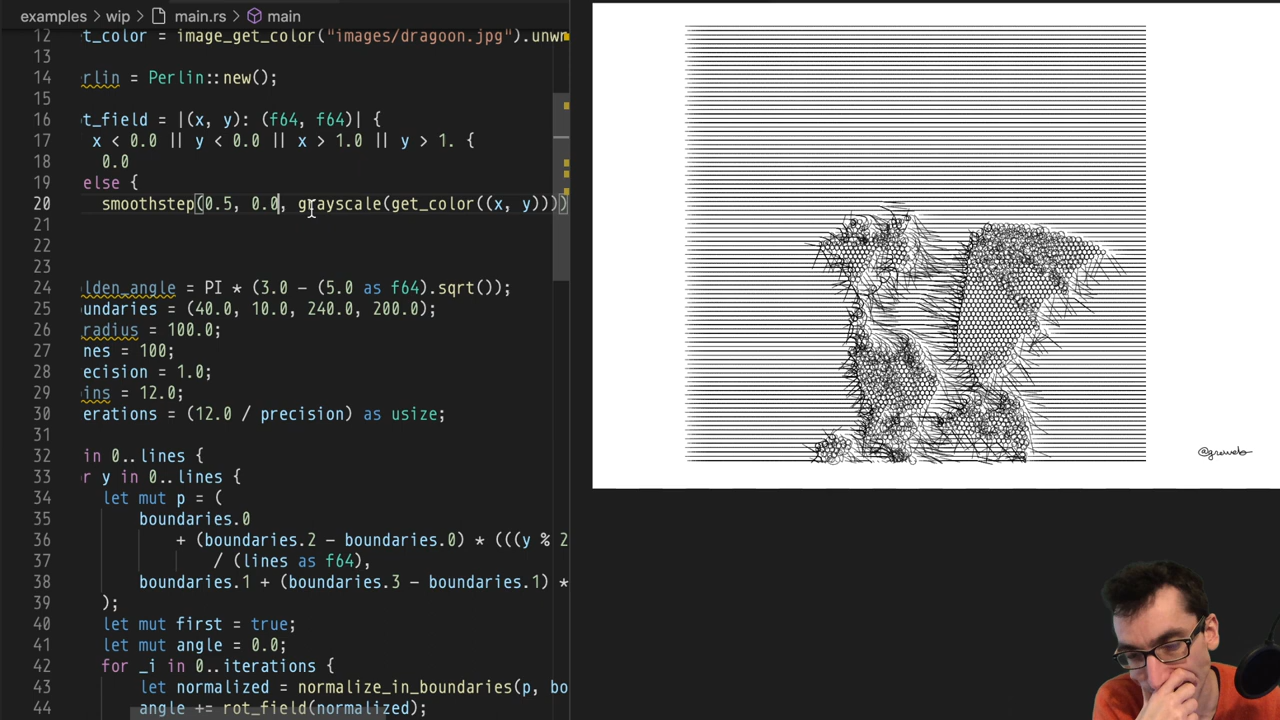 examples > wip > main.rs > main
12 t_color = image_get_color("images/dragoon.jpg").unwr
13
14 rlin = Perlin::new();
15
16 t_field = |(x, y): (f64, f64)| {
17 x < 0.0 || y < 0.0 || x > 1.0 || y > 1. {
18 0.0
19 else {
20 smoothstep(0.5, 0.0, grayscale(get_color((x, y))))
21
22
23
24 lden_angle = PI * (3.0 - (5.0 as f64).sqrt());
25 undaries = (40.0, 10.0, 240.0, 200.0);
26 radius = 100.0;
27 nes = 100;
28 ecision = 1.0;
29 ins = 12.0;
30 erations = (12.0 / precision) as usize;
31
32 in 0..lines {
33 r y in 0..lines {
34 let mut p = (
35 boundaries.0
36 + (boundaries.2 - boundaries.0) * (((y % 2
37 / (lines as f64),
38 boundaries.1 + (boundaries.3 - boundaries.1) *
39 );
40 let mut first = true;
41 let mut angle = 0.0;
42 for _i in 0..iterations {
43 let normalized = normalize_in_boundaries(p, bo
44 angle += rot_field(normalized);
@greweb